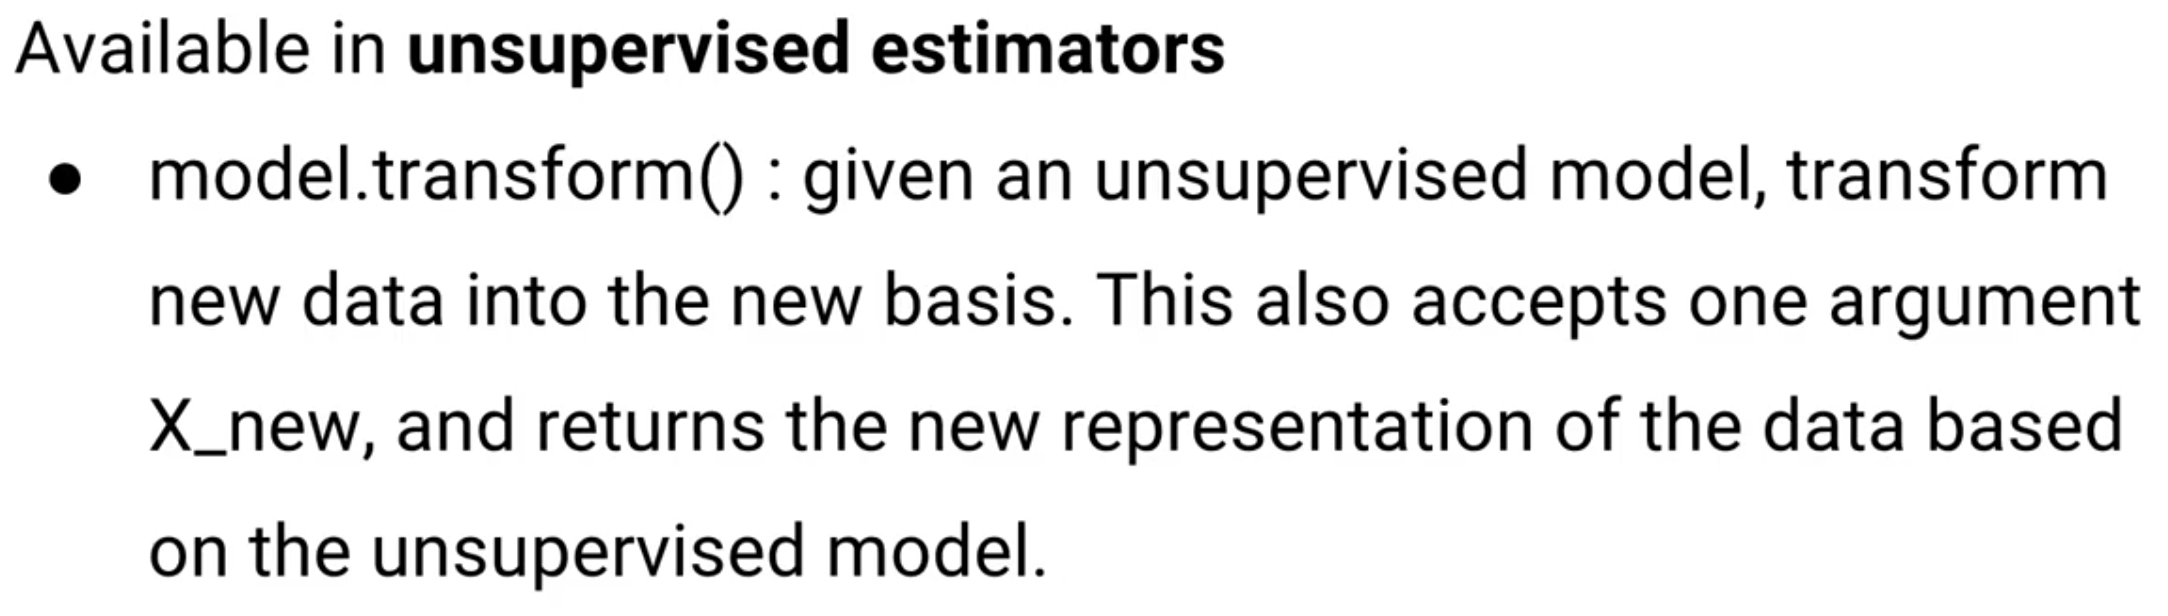 Available in unsupervised estimators
● model.transform() : given an unsupervised model, transform
new data into the new basis. This also accepts one argument
X_new, and returns the new representation of the data based
on the unsupervised model.